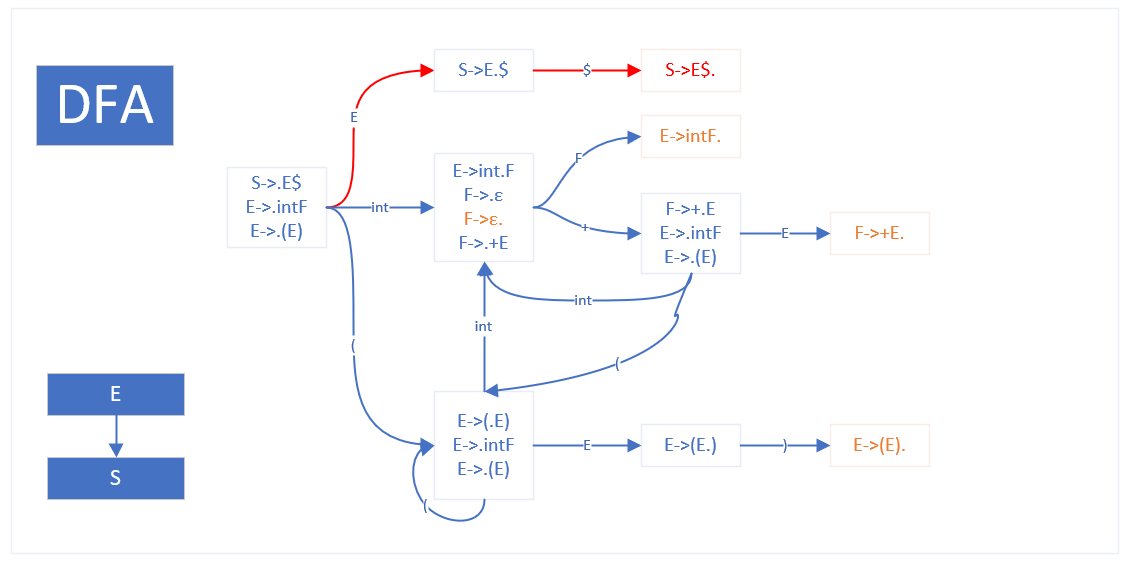 DFA
S->E.$
$
S->E$.
E
E->intF.
S->.E$
E->.intF
E->.(E)
int
E->int.F
F->.ε
F->ε.
F->.+E
F
+
F->+.E
E->.intF
E->.(E)
E
F->+E.
int
int
(
(
E
S
E->(.E)
E->.intF
E->.(E)
E
E->(E.)
)
E->(E).
(